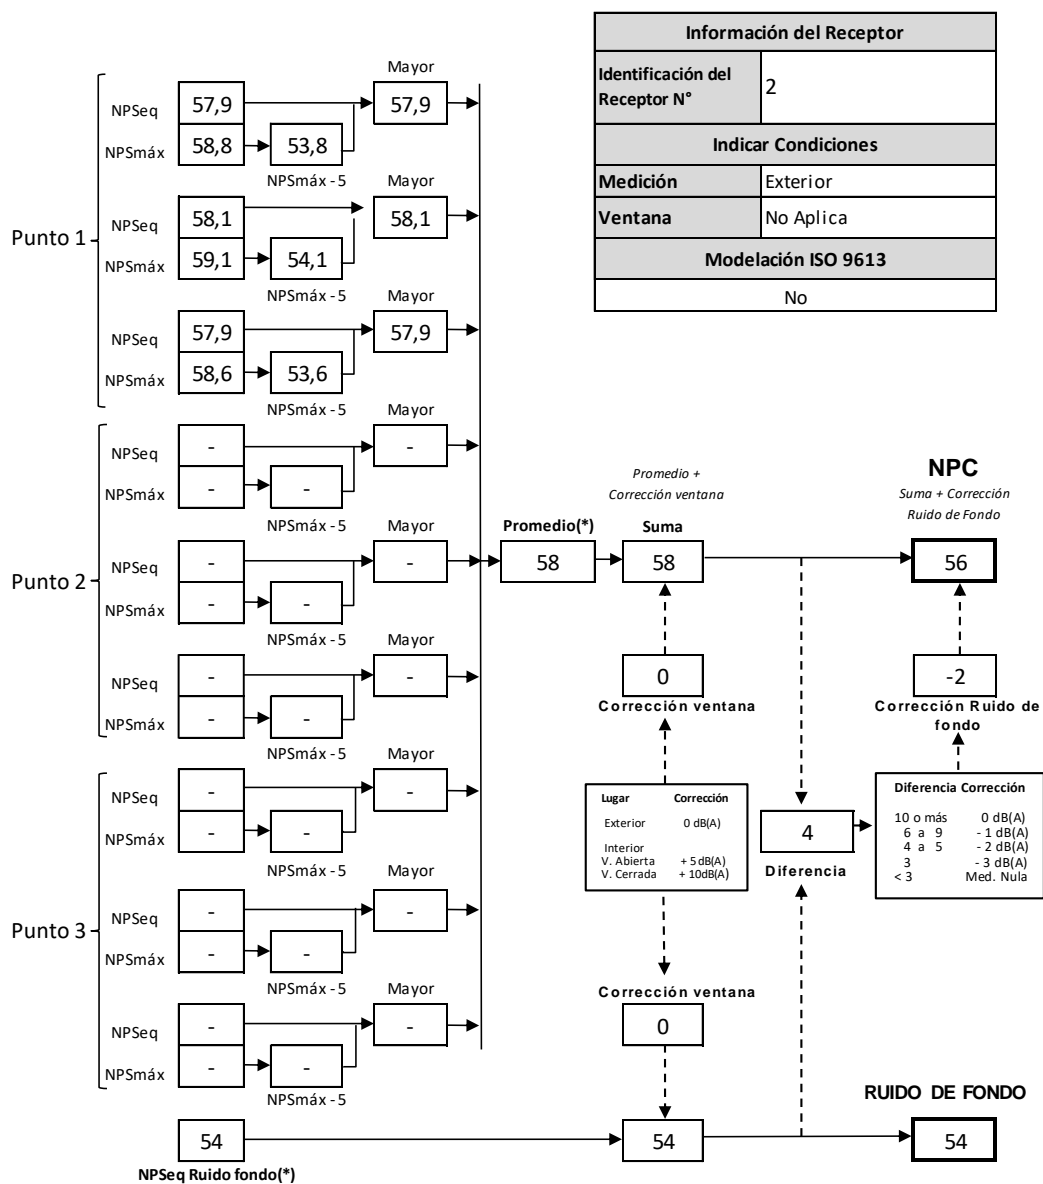 Información del Receptor
Identificación del Receptor N°
2
Indicar Condiciones
Medición
Exterior
Ventana
No Aplica
Modelación ISO 9613
No
Punto 1
Mayor
NPSeq
57,9
57,9
NPSmáx
58,8
53,8
NPSmáx - 5
Mayor
NPSeq
58,1
58,1
NPSmáx
59,1
54,1
NPSmáx - 5
Mayor
NPSeq
57,9
57,9
NPSmáx
58,6
53,6
NPSmáx - 5
Punto 2
Mayor
NPSeq
-
-
NPSmáx
-
-
NPSmáx - 5
Mayor
NPSeq
-
-
NPSmáx
-
-
NPSmáx - 5
Mayor
NPSeq
-
-
NPSmáx
-
-
NPSmáx - 5
Punto 3
Mayor
NPSeq
-
-
NPSmáx
-
-
NPSmáx - 5
Mayor
NPSeq
-
-
NPSmáx
-
-
NPSmáx - 5
Mayor
NPSeq
-
-
NPSmáx
-
-
NPSmáx - 5
Promedio(*)
58
Promedio +
Corrección ventana
Suma
58
NPC
Suma + Corrección
Ruido de Fondo
56
0
Corrección ventana
-2
Corrección Ruido de
fondo
Lugar Corrección
Exterior 0 dB(A)
Interior
V. Abierta + 5 dB(A)
V. Cerrada + 10dB(A)
4
Diferencia
Diferencia Corrección
10 o más 0 dB(A)
6 a 9 - 1 dB(A)
4 a 5 - 2 dB(A)
3 - 3 dB(A)
< 3 Med. Nula
Corrección ventana
0
54
NPSeq Ruido fondo(*)
54
RUIDO DE FONDO
54